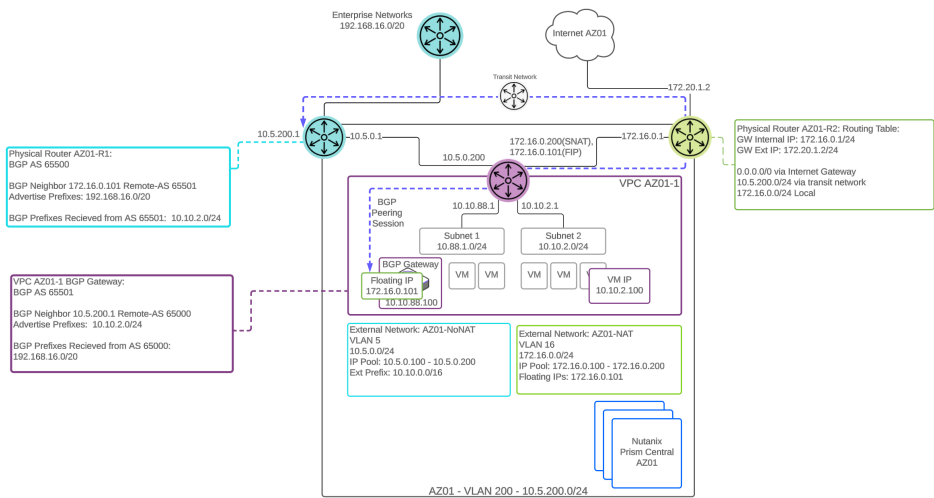 Enterprise Networks
192.168.16.0/20
Internet AZ01
Transit Network
172.20.1.2
10.5.200.1
10.5.0.1
172.16.0.200(SNAT),
172.16.0.101(FIP)
172.16.0.1
10.5.0.200
Physical Router AZ01-R1:
BGP AS 65500
BGP Neighbor 172.16.0.101 Remote-AS 65501
Advertise Prefixes: 192.168.16.0/20
BGP Prefixes Recieved from AS 65501: 10.10.2.0/24
Physical Router AZ01-R2: Routing Table:
GW Internal IP: 172.16.0.1/24
GW Ext IP: 172.20.1.2/24
0.0.0.0/0 via Internet Gateway
10.5.200.0/24 via transit network
172.16.0.0/24 Local
VPC AZ01-1
BGP
Peering
Session
10.10.88.1
10.10.2.1
Subnet 1
10.88.1.0/24
Subnet 2
10.10.2.0/24
BGP Gateway
Floating IP
172.16.0.101
10.10.88.100
VM
VM
VM
VM
VM
VM IP
10.10.2.100
VPC AZ01-1 BGP Gateway:
BGP AS 65501
BGP Neighbor 10.5.200.1 Remote-AS 65000
Advertise Prefixes: 10.10.2.0/24
BGP Prefixes Recieved from AS 65000:
192.168.16.0/20
External Network: AZ01-NoNAT
VLAN 5
10.5.0.0/24
IP Pool: 10.5.0.100 - 10.5.0.200
Ext Prefix: 10.10.0.0/16
External Network: AZ01-NAT
VLAN 16
172.16.0.0/24
IP Pool: 172.16.0.100 - 172.16.0.200
Floating IPs: 172.16.0.101
Nutanix
Prism Central
AZ01
AZ01 - VLAN 200 - 10.5.200.0/24